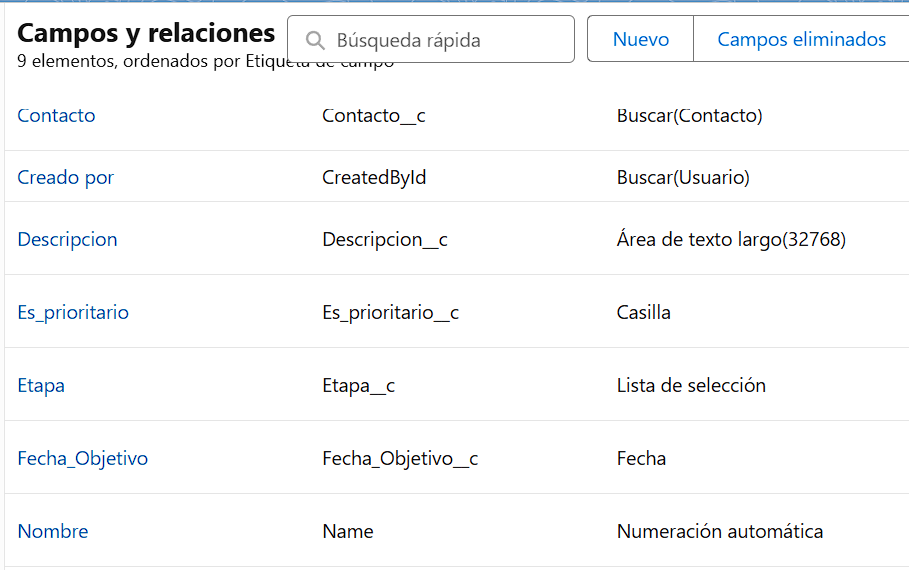 Campos y relaciones
Búsqueda rápida
Nuevo
Campos eliminados
9 elementos, ordenados por Etiqueta de campo
Contacto Contacto__c Buscar(Contacto)
Creado por CreatedById Buscar(Usuario)
Descripcion Descripcion__c Área de texto largo(32768)
Es_prioritario Es_prioritario__c Casilla
Etapa Etapa__c Lista de selección
Fecha_Objetivo Fecha_Objetivo__c Fecha
Nombre Name Numeración automática